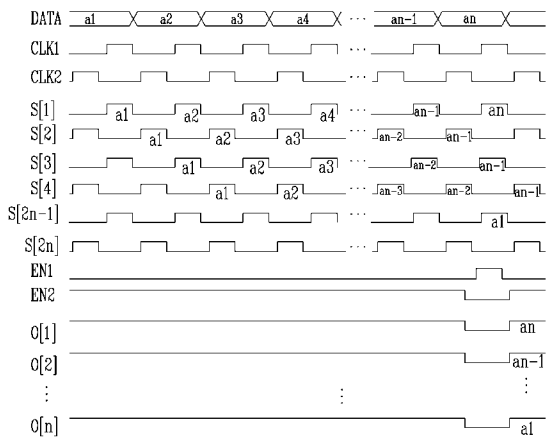 DATA a1 a2 a3 a4 ... an-1 an
CLK1
CLK2 ...
S[1] a1 a2 a3 a4 ... an-1 an
S[2] a1 a2 a3 ... an-2 an-1
S[3] a1 a2 a3 ... an-2 an-1
S[4] a1 a2 ... an-3 an-2 an-1
S[2n-1] a1
S[2n] ...
EN1
EN2
O[1] an
O[2] an-1
⋮ ⋮ ⋮
O[n] a1